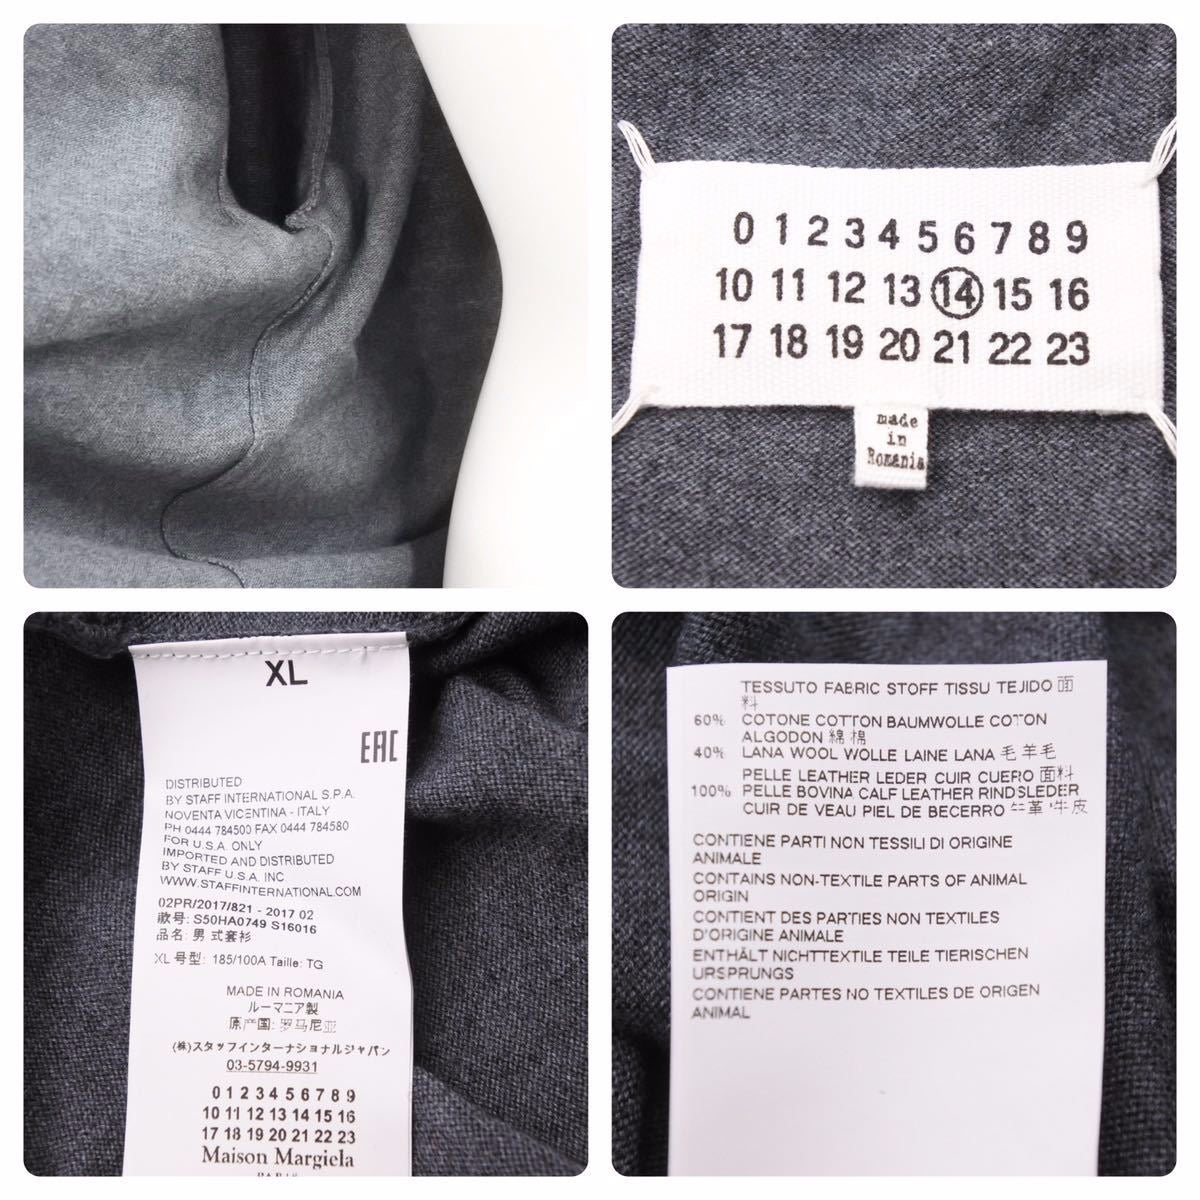 0 1 2 3 4 5 6 7 8 9
10 11 12 13 14 15 16
17 18 19 20 21 22 23
made
in
Romania
XL
EAC
DISTRIBUTED
BY STAFF INTERNATIONAL S.P.A.
NOVENTA VICENTINA - ITALY
PH 0444 784500 FAX 0444 784580
FOR U.S.A. ONLY
IMPORTED AND DISTRIBUTED
BY STAFF U.S.A. INC
WWW.STAFFINTERNATIONAL.COM
02PR/2017/821 - 2017 02
款号: S50HA0749 S16016
品名: 男 式套衫
XL 号型: 185/100A Taille: TG
MADE IN ROMANIA
ルーマニア製
原产国: 罗马尼亚
(株)スタッフインターナショナルジャパン
03-5794-9931
0 1 2 3 4 5 6 7 8 9
10 11 12 13 14 15 16
17 18 19 20 21 22 23
Maison Margiela
PARIS
TESSUTO FABRIC STOFF TISSU TEJIDO 面
料
60% COTONE COTTON BAUMWOLLE COTON
ALGODON 綿 棉
40% LANA WOOL WOLLE LAINE LANA 毛 羊毛
PELLE LEATHER LEDER CUIR CUERO 面料
100% PELLE BOVINA CALF LEATHER RINDSLEDER
CUIR DE VEAU PIEL DE BECERRO 牛革 牛皮
CONTIENE PARTI NON TESSILI DI ORIGINE
ANIMALE
CONTAINS NON-TEXTILE PARTS OF ANIMAL
ORIGIN
CONTIENT DES PARTIES NON TEXTILES
D'ORIGINE ANIMALE
ENTHÄLT NICHTTEXTILE TEILE TIERISCHEN
URSPRUNGS
CONTIENE PARTES NO TEXTILES DE ORIGEN
ANIMAL